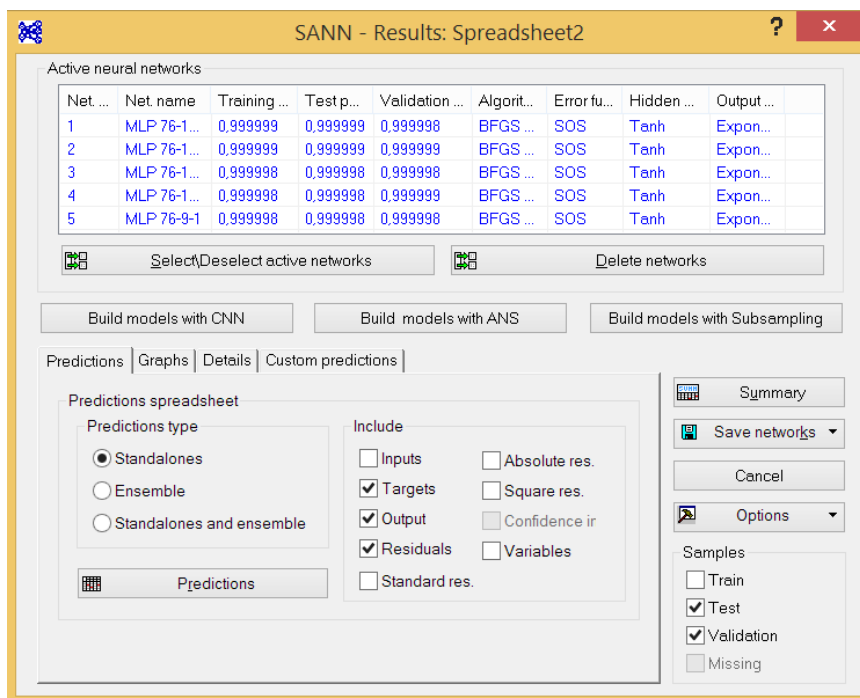 SANN - Results: Spreadsheet2 ?
Active neural networks
Net. ... Net. name Training ... Test p... Validation ... Algorit... Error fu... Hidden ... Output ...
1 MLP 76-1... 0,999999 0,999999 0,999998 BFGS ... SOS Tanh Expon...
2 MLP 76-1... 0,999999 0,999999 0,999999 BFGS ... SOS Tanh Expon...
3 MLP 76-1... 0,999998 0,999999 0,999998 BFGS ... SOS Tanh Expon...
4 MLP 76-1... 0,999998 0,999998 0,999999 BFGS ... SOS Tanh Expon...
5 MLP 76-9-1 0,999998 0,999998 0,999998 BFGS ... SOS Tanh Expon...
Select\Deselect active networks Delete networks
Build models with CNN Build models with ANS Build models with Subsampling
Predictions Graphs Details Custom predictions
Predictions spreadsheet
Predictions type
Standalones
Ensemble
Standalones and ensemble
Predictions
Include
Inputs Absolute res.
Targets Square res.
Output Confidence ir
Residuals Variables
Standard res.
Summary
Save networks
Cancel
Options
Samples
Train
Test
Validation
Missing